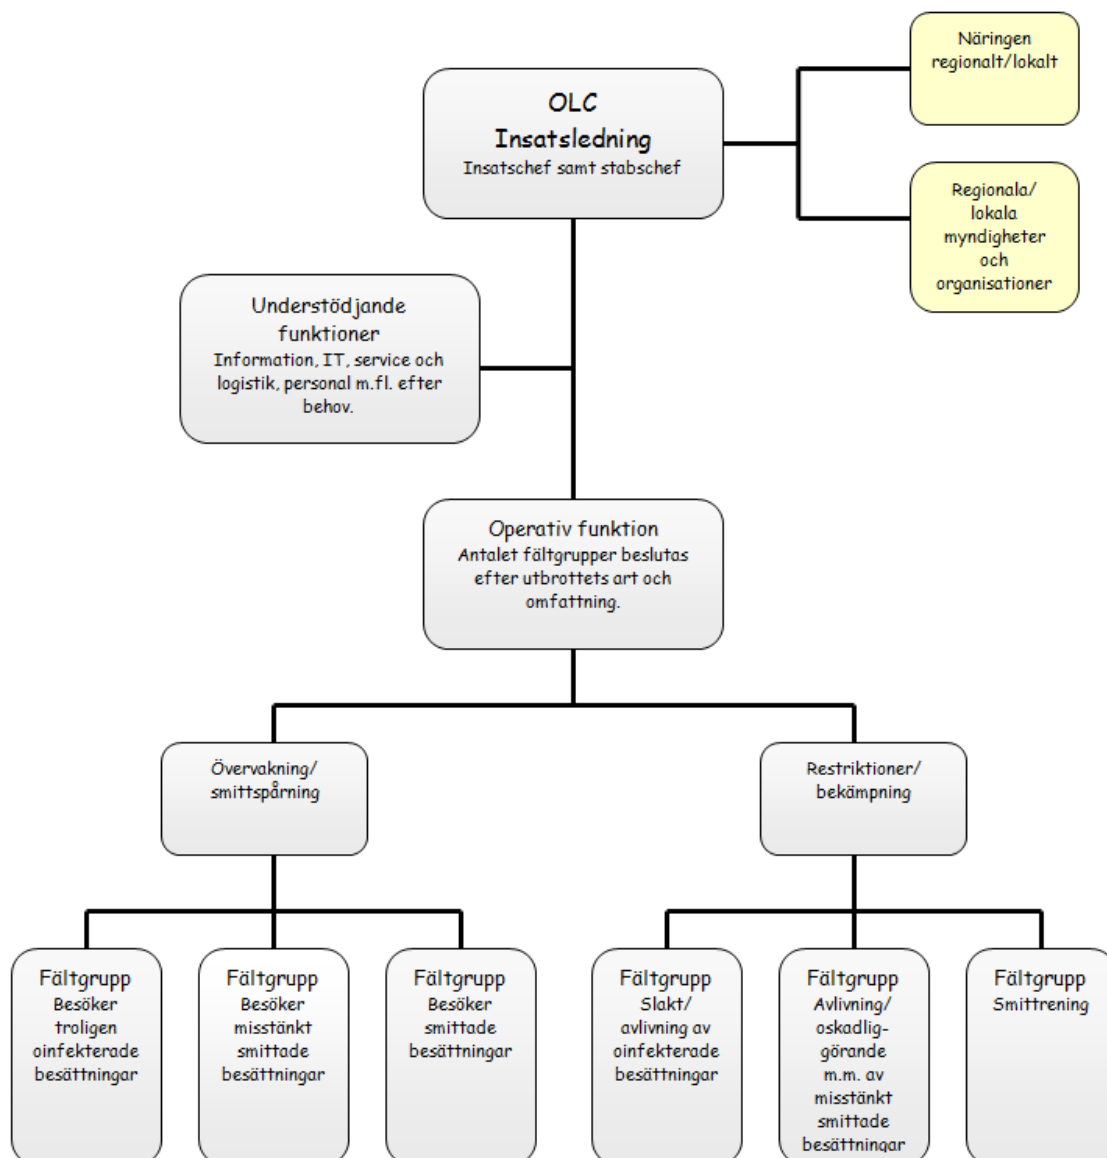 OLC
Insatsledning
Insatschef samt stabschef
Näringen
regionalt/lokalt
Regionala/
lokala
myndigheter
och
organisationer
Understödjande
funktioner
Information, IT, service och
logistik, personal m.fl. efter
behov.
Operativ funktion
Antalet fältgrupper beslutas
efter utbrottets art och
omfattning.
Övervakning/
smittspårning
Restriktioner/
bekämpning
Fältgrupp
Besöker
troligen
oinfekterade
besättningar
Fältgrupp
Besöker
misstänkt
smittade
besättningar
Fältgrupp
Besöker
smittade
besättningar
Fältgrupp
Slakt/
avlivning av
oinfekterade
besättningar
Fältgrupp
Avlivning/
oskadlig-
görande
m.m. av
misstänkt
smittade
besättningar
Fältgrupp
Smittrening